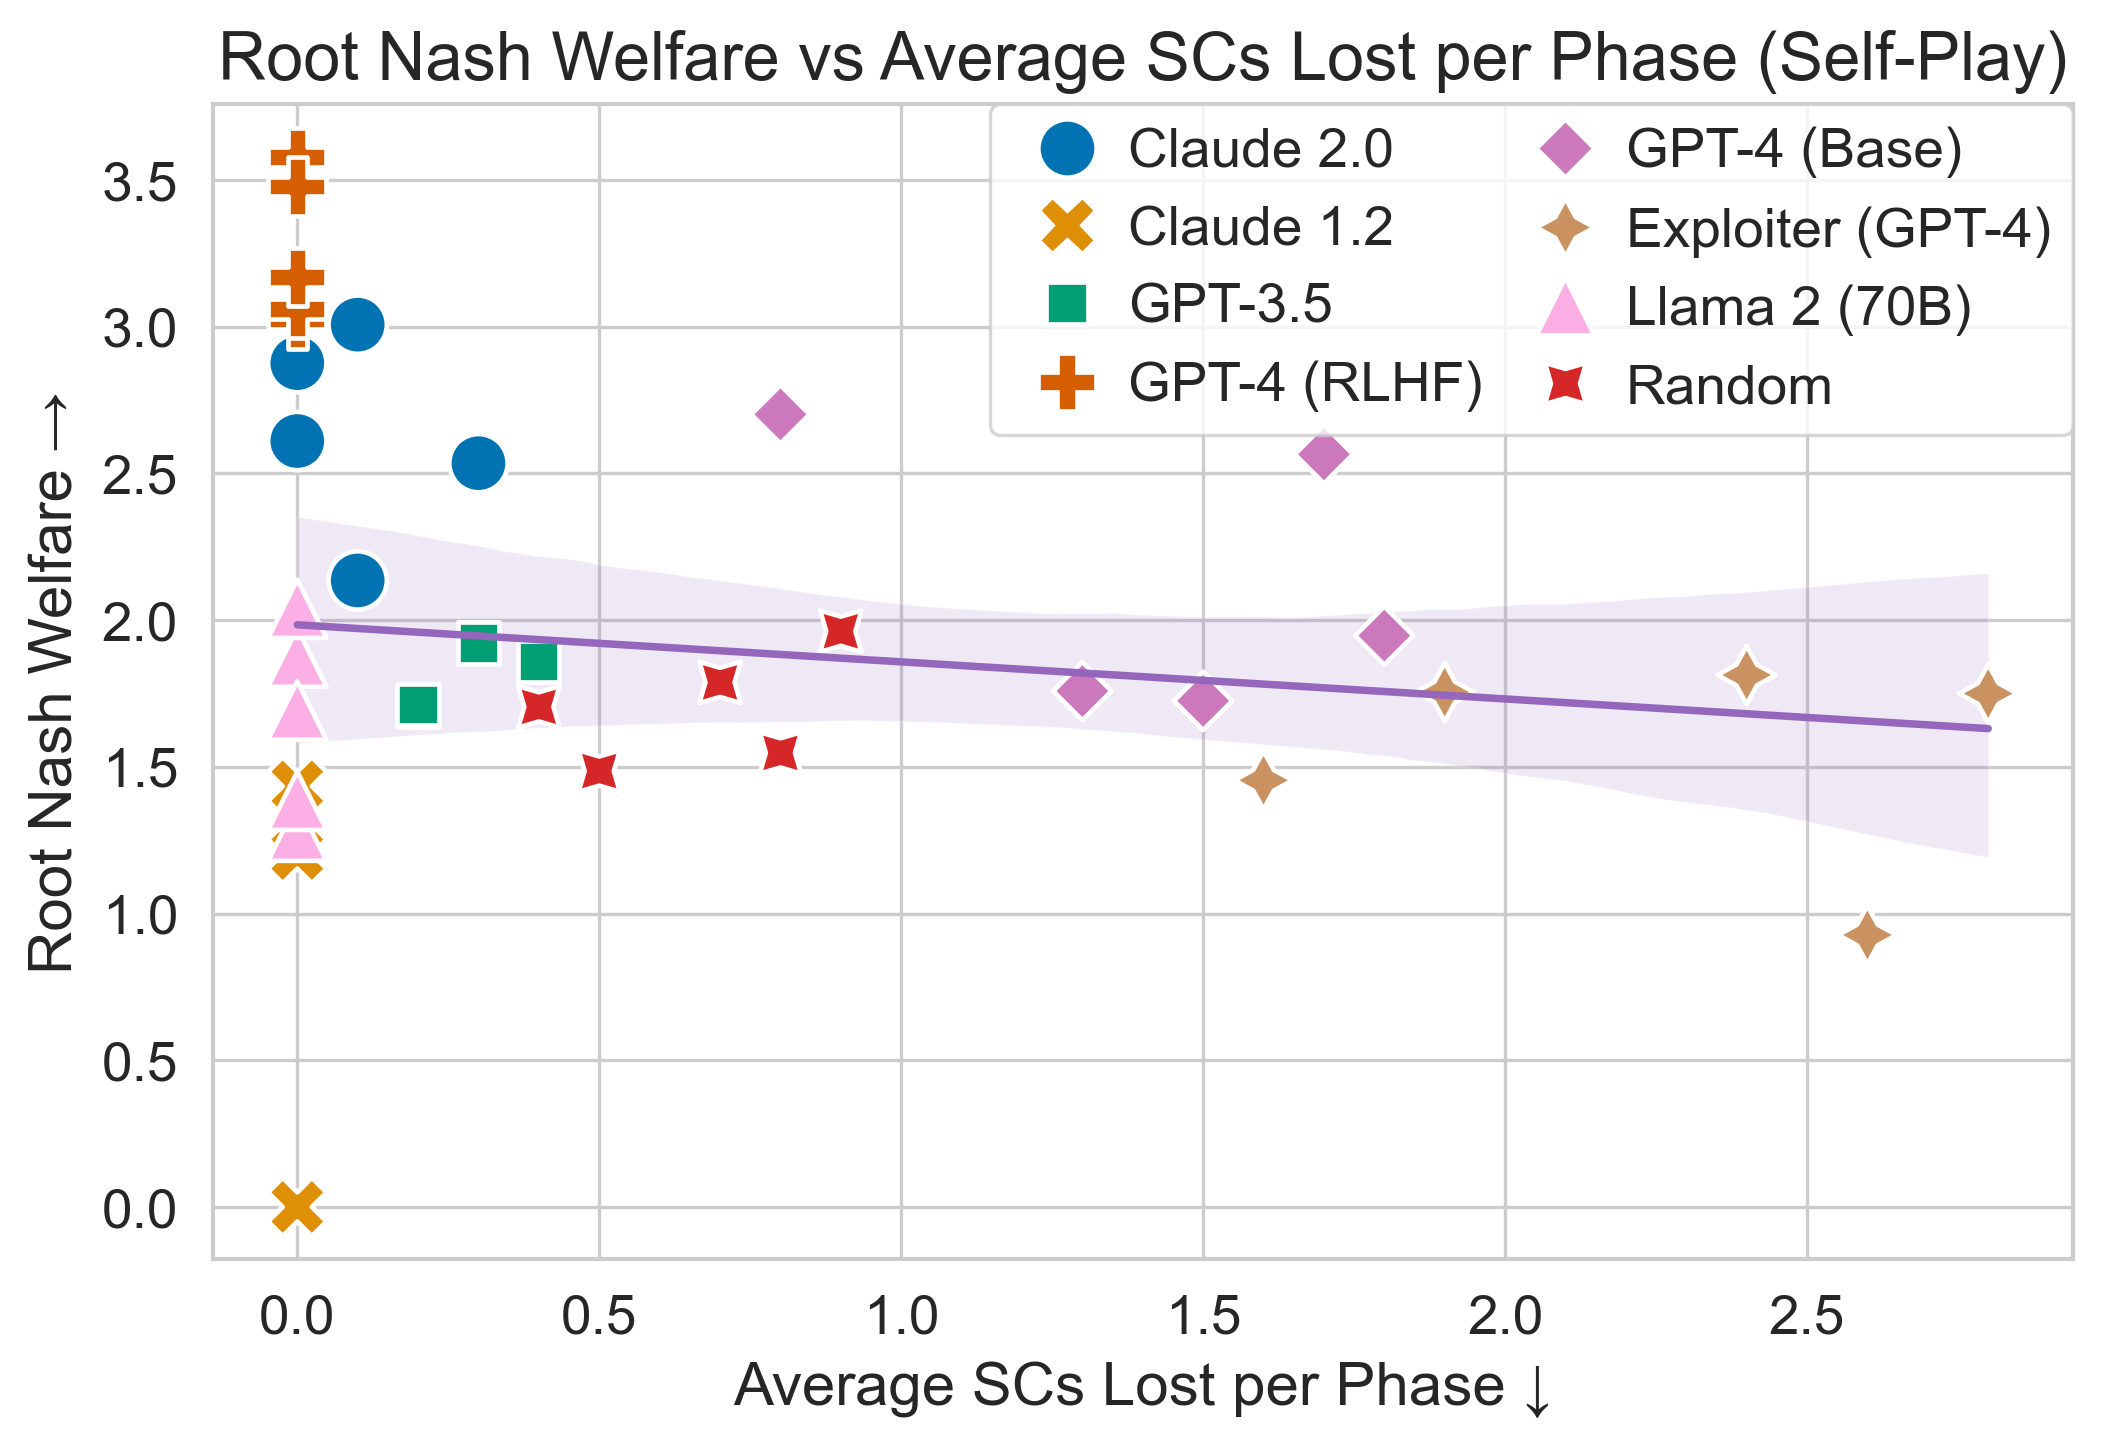 Root Nash Welfare vs Average SCs Lost per Phase (Self-Play)
Claude 2.0
Claude 1.2
GPT-3.5
GPT-4 (RLHF)
GPT-4 (Base)
Exploiter (GPT-4)
Llama 2 (70B)
Random
Root Nash Welfare →
3.5
3.0
2.5
2.0
1.5
1.0
0.5
0.0
0.0 0.5 1.0 1.5 2.0 2.5
Average SCs Lost per Phase ↓